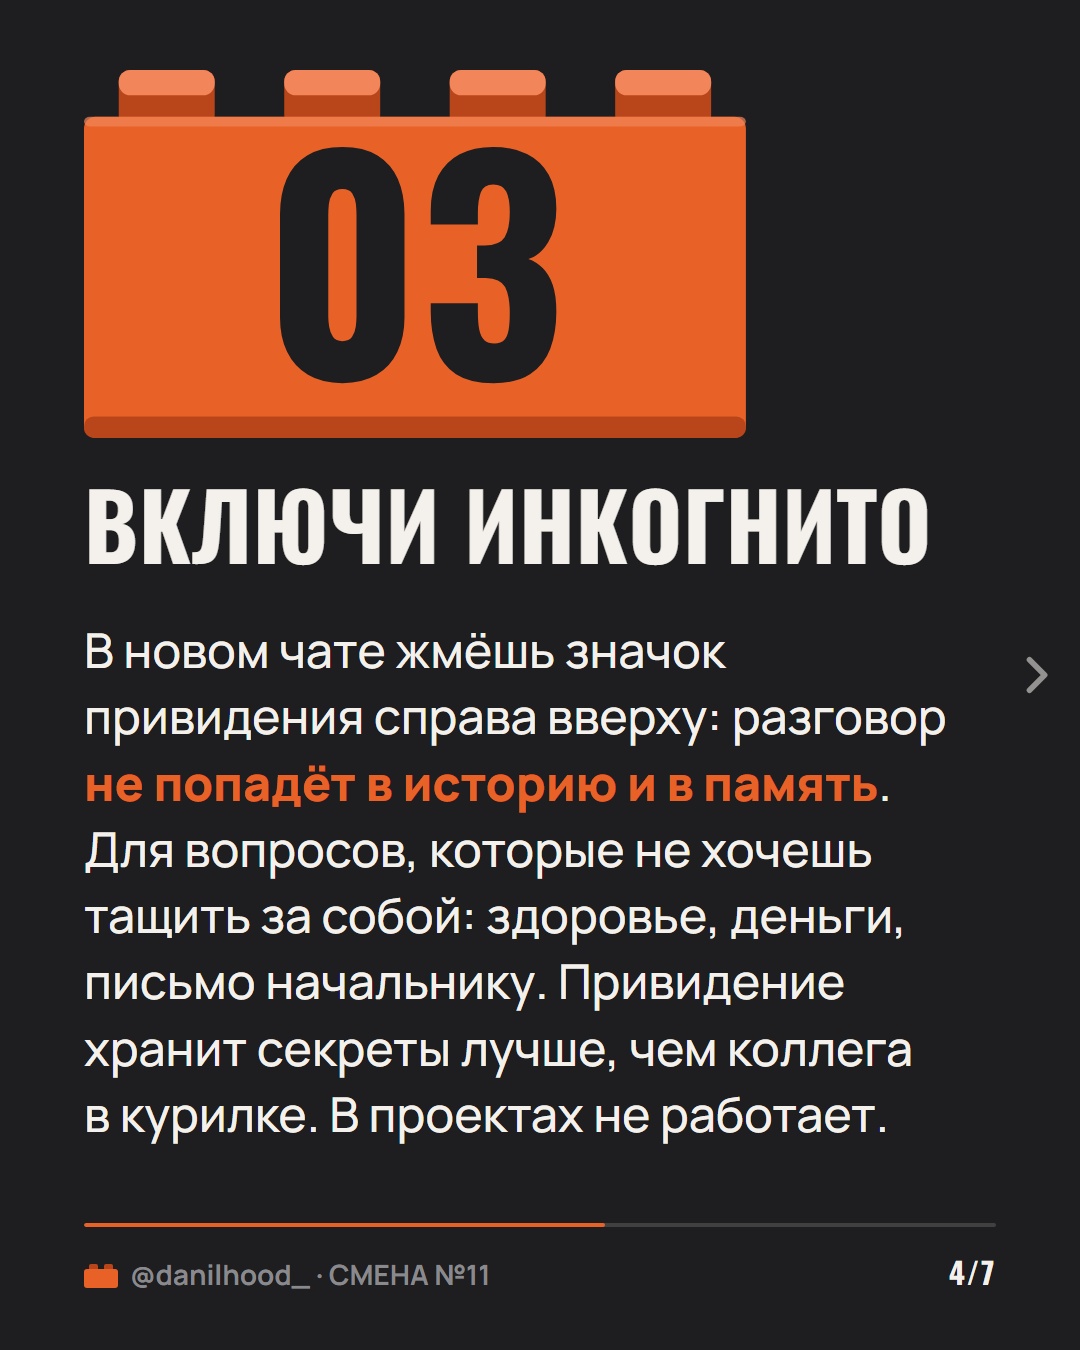 03
ВКЛЮЧИ ИНКОГНИТО
В новом чате жмёшь значок
привидения справа вверху: разговор
не попадёт в историю и в память.
Для вопросов, которые не хочешь
тащить за собой: здоровье, деньги,
письмо начальнику. Привидение
хранит секреты лучше, чем коллега
в курилке. В проектах не работает.
@danilhood_ · СМЕНА №11
4/7